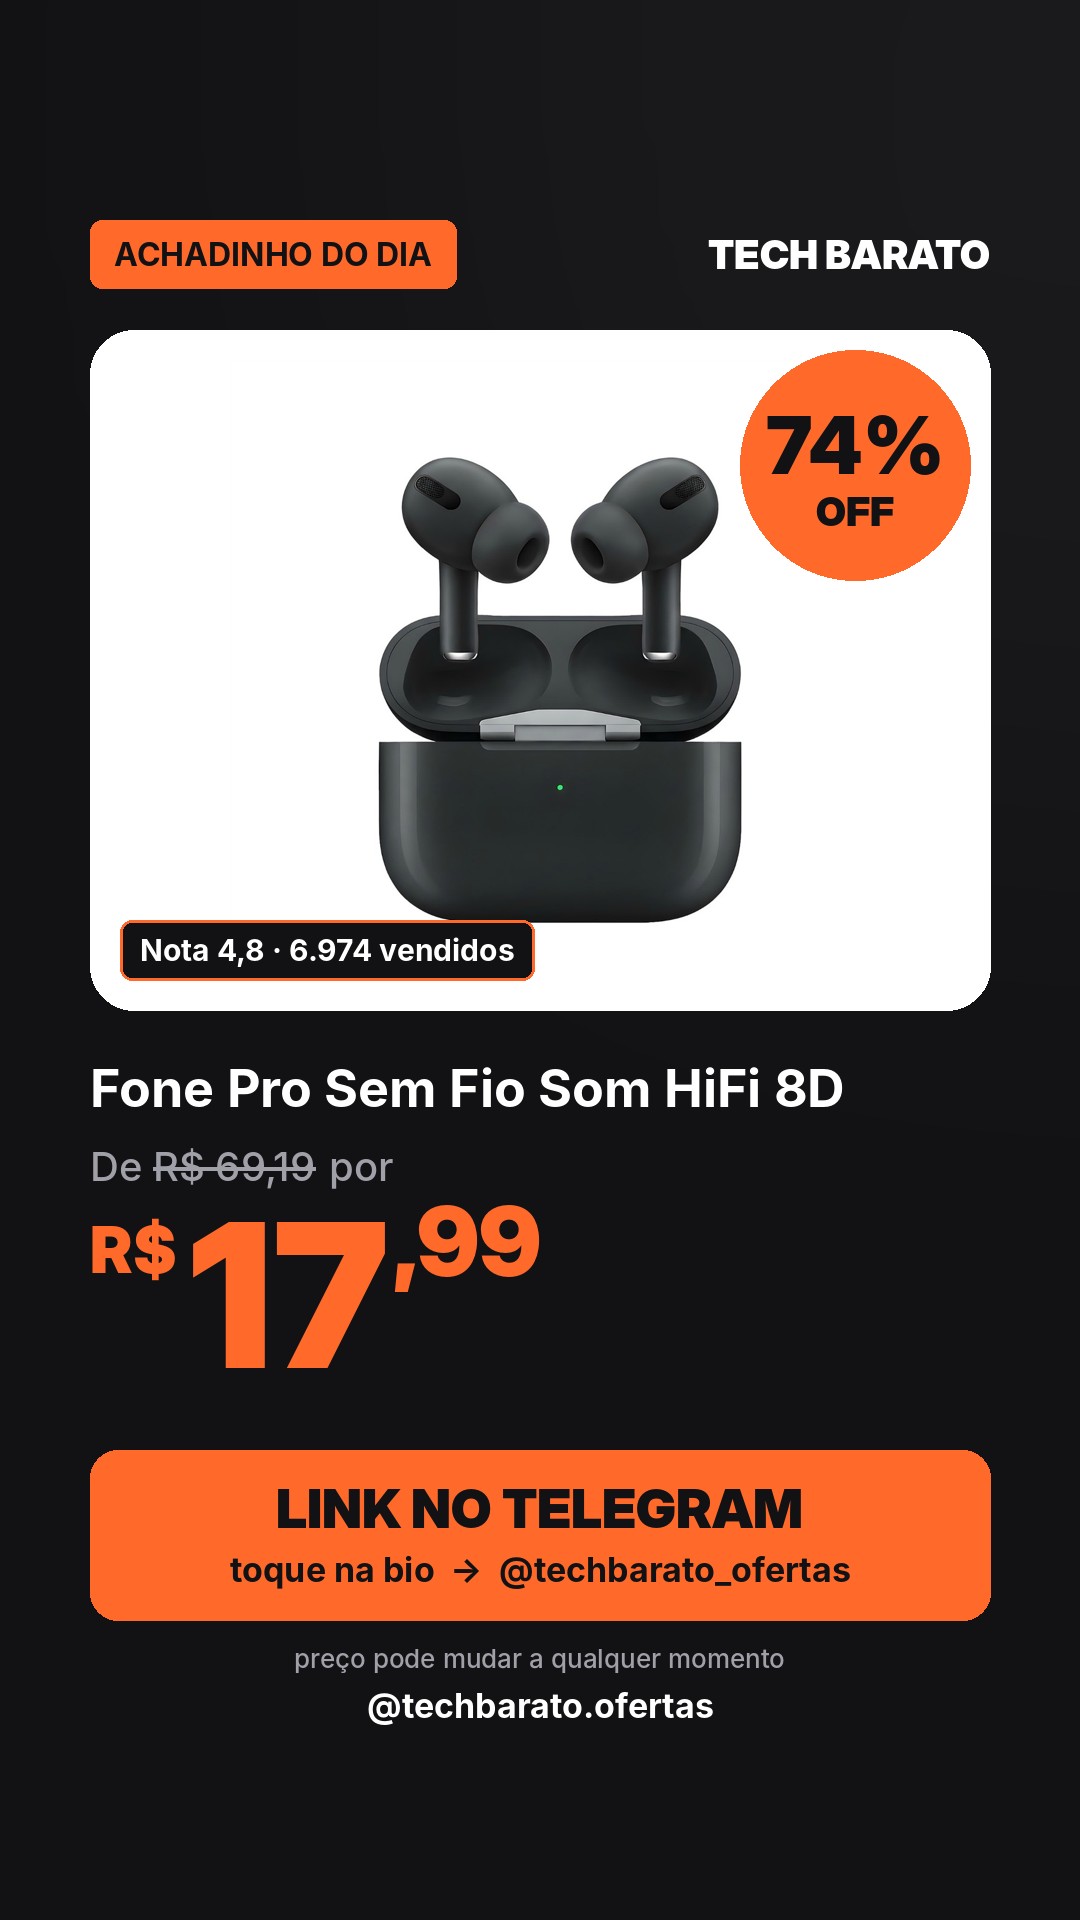 ACHADINHO DO DIA
TECH BARATO
74%
OFF
Nota 4,8 · 6.974 vendidos
Fone Pro Sem Fio Som HiFi 8D
De R$ 69,19 por
R$ 17,99
LINK NO TELEGRAM
toque na bio → @techbarato_ofertas
preço pode mudar a qualquer momento
@techbarato.ofertas